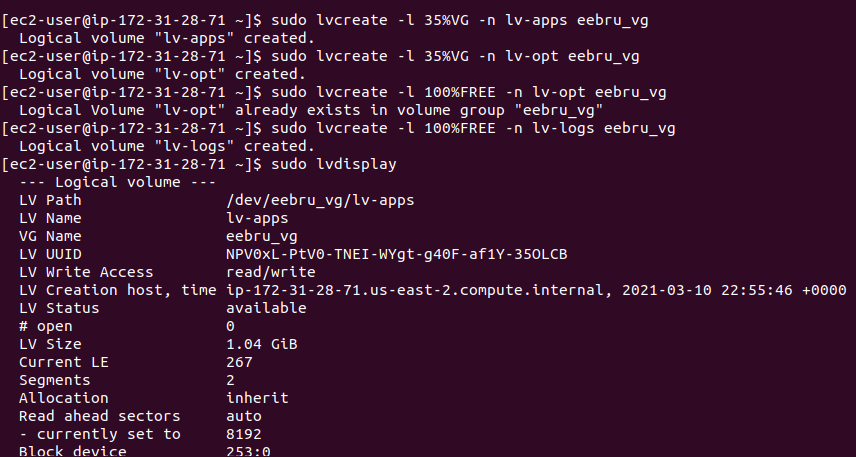 [ec2-user@ip-172-31-28-71 ~]$ sudo lvcreate -l 35%VG -n lv-apps eebru_vg
  Logical volume "lv-apps" created.
[ec2-user@ip-172-31-28-71 ~]$ sudo lvcreate -l 35%VG -n lv-opt eebru_vg
  Logical volume "lv-opt" created.
[ec2-user@ip-172-31-28-71 ~]$ sudo lvcreate -l 100%FREE -n lv-opt eebru_vg
  Logical Volume "lv-opt" already exists in volume group "eebru_vg"
[ec2-user@ip-172-31-28-71 ~]$ sudo lvcreate -l 100%FREE -n lv-logs eebru_vg
  Logical volume "lv-logs" created.
[ec2-user@ip-172-31-28-71 ~]$ sudo lvdisplay
  --- Logical volume ---
  LV Path                /dev/eebru_vg/lv-apps
  LV Name                lv-apps
  VG Name                eebru_vg
  LV UUID                NPV0xL-PtV0-TNEI-WYgt-g40F-af1Y-35OLCB
  LV Write Access        read/write
  LV Creation host, time ip-172-31-28-71.us-east-2.compute.internal, 2021-03-10 22:55:46 +0000
  LV Status              available
  # open                 0
  LV Size                1.04 GiB
  Current LE             267
  Segments               2
  Allocation             inherit
  Read ahead sectors     auto
  - currently set to     8192
  Block device           253:0